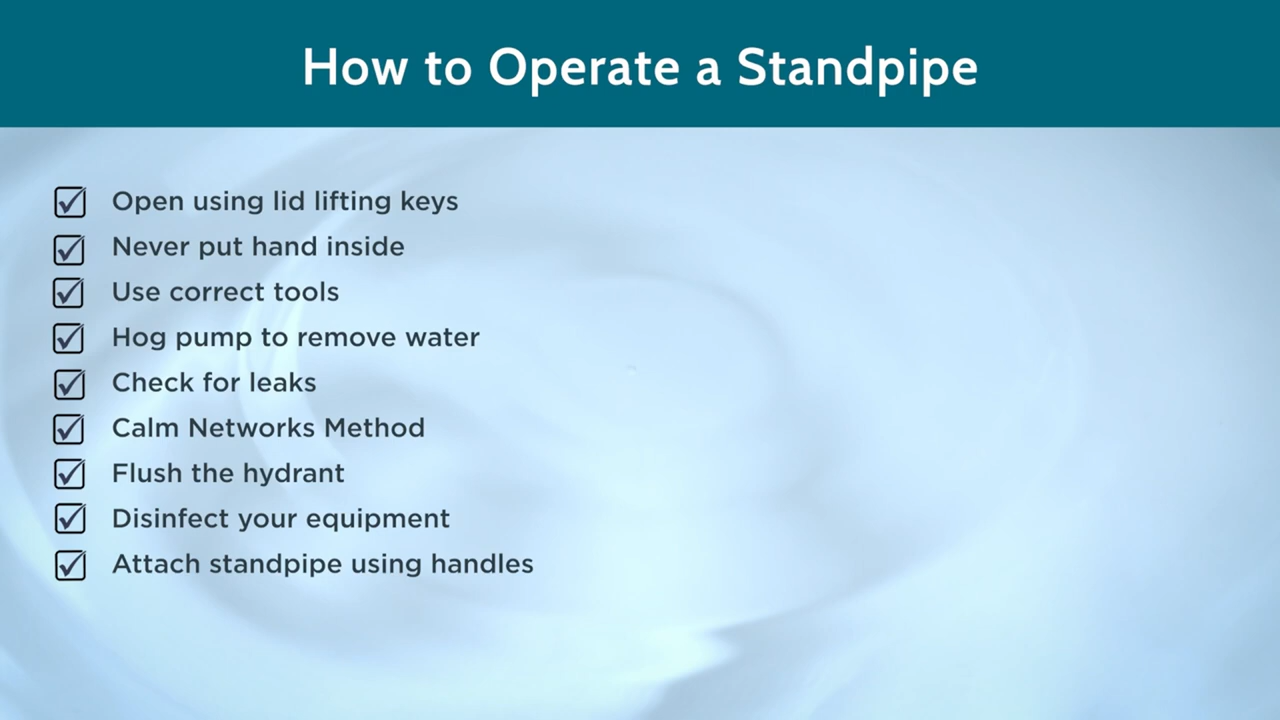 How to Operate a Standpipe
Open using lid lifting keys
Never put hand inside
Use correct tools
Hog pump to remove water
Check for leaks
Calm Networks Method
Flush the hydrant
Disinfect your equipment
Attach standpipe using handles